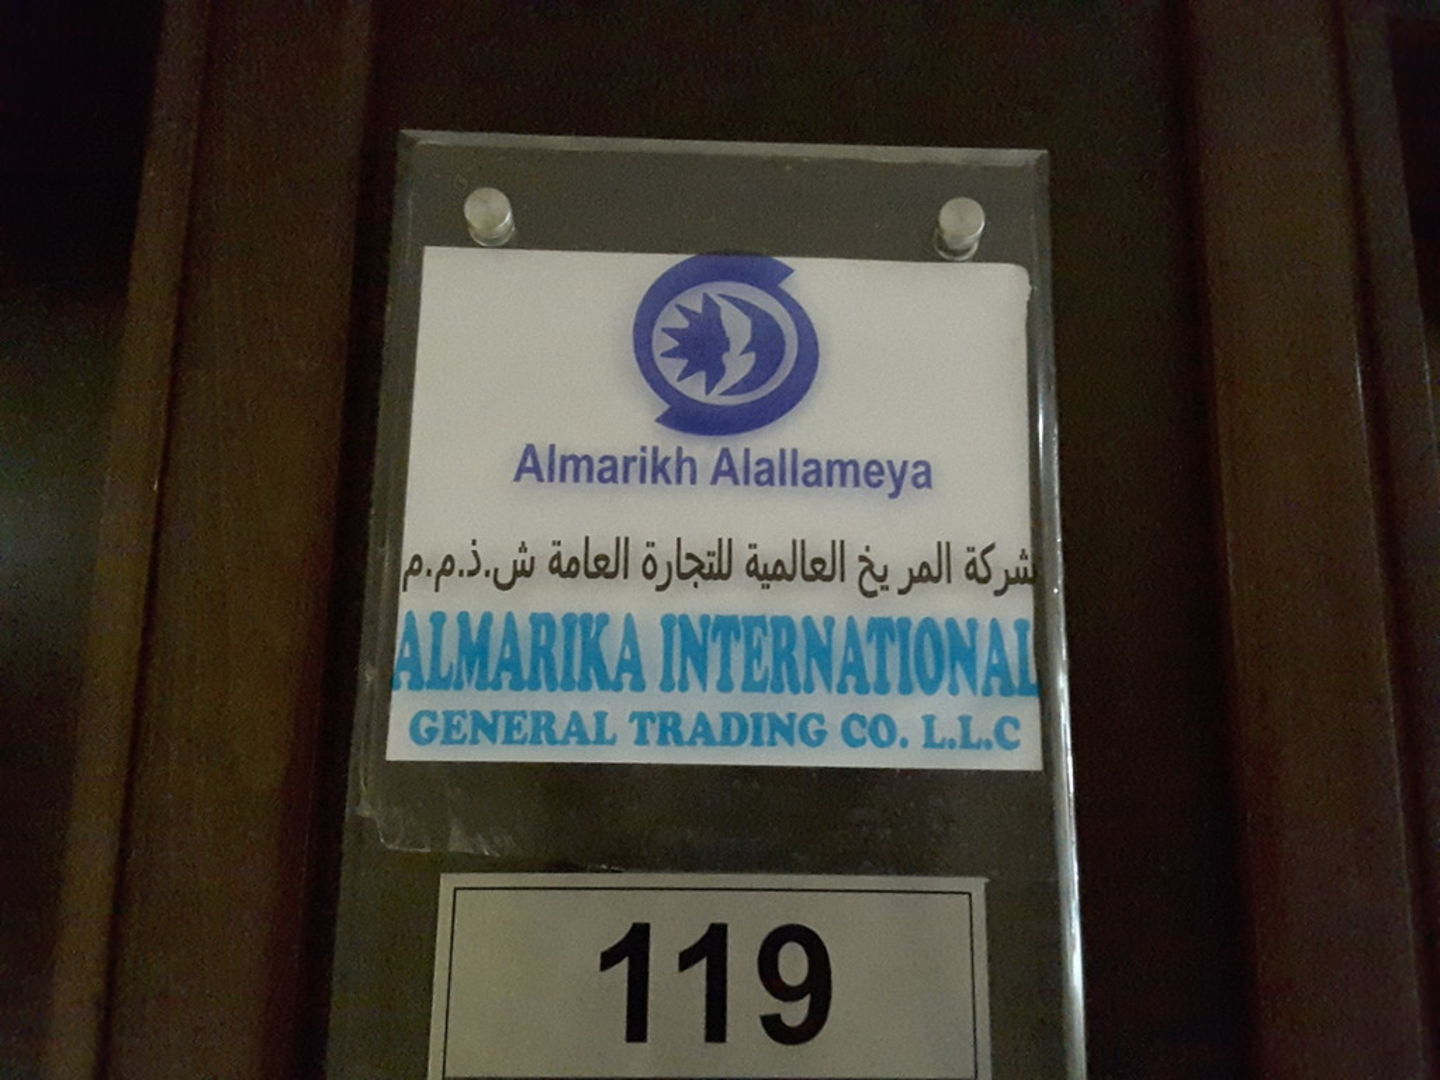 Almarikh Alallameya
شركة المريخ العالمية للتجارة العامة ش.ذ.م.م
ALMARIKA INTERNATIONAL
GENERAL TRADING CO. L.L.C
119